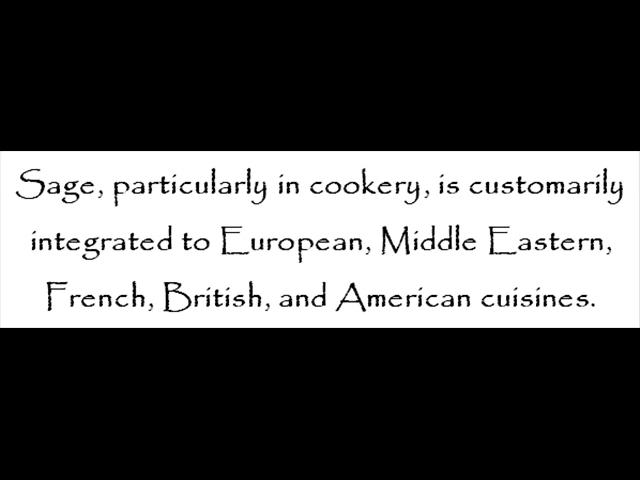 Sage, particularly in cookery, is customarily
integrated to European, Middle Eastern,
French, British, and American cuisines.